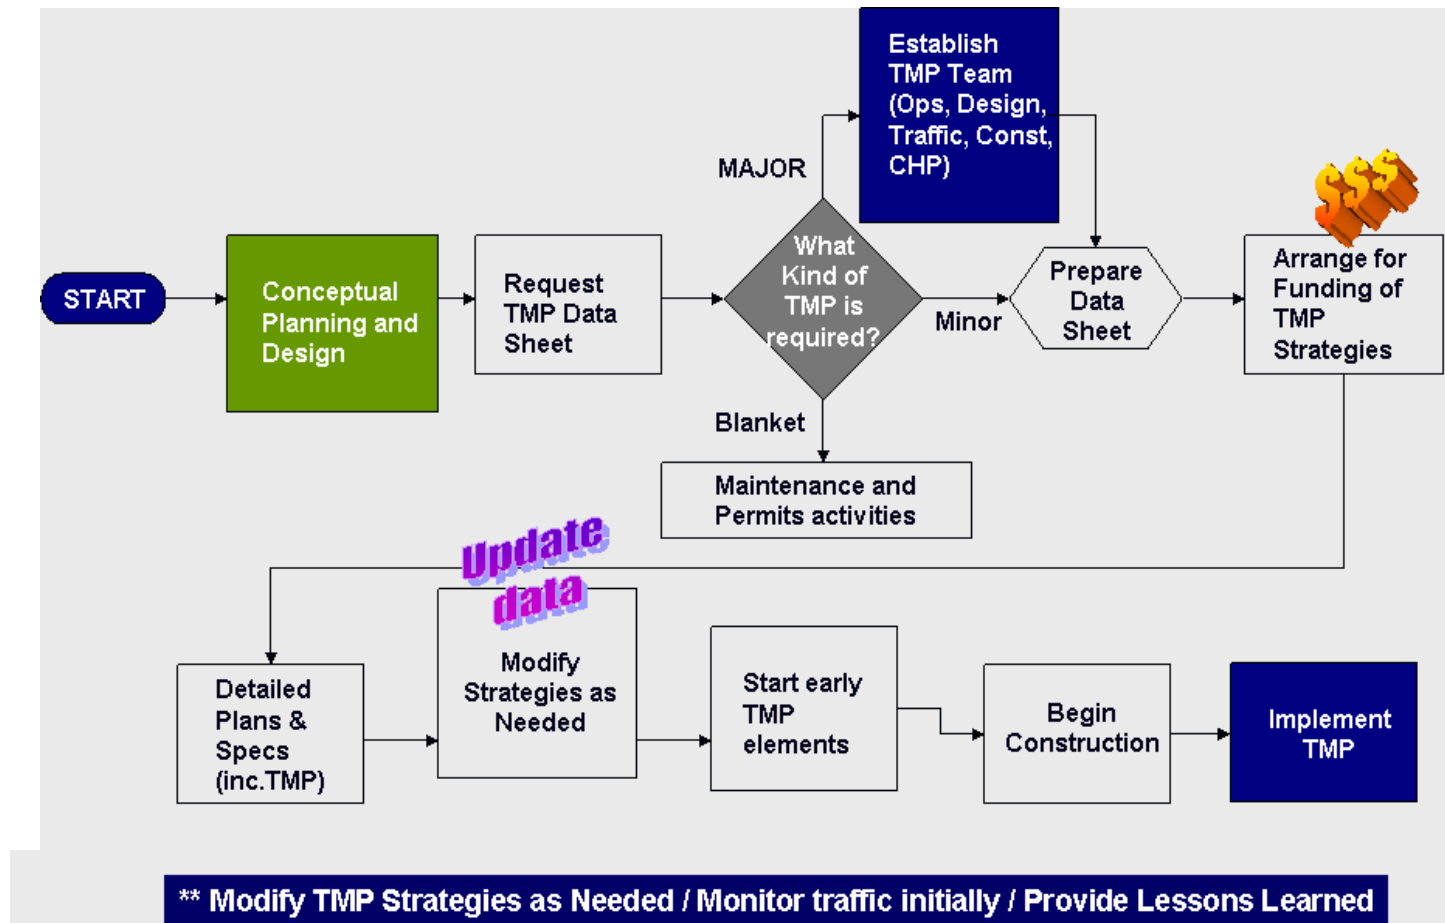 Establish
TMP Team
(Ops, Design,
Traffic, Const,
CHP)
MAJOR
$$$
START
Conceptual
Planning and
Design
Request
TMP Data
Sheet
What
Kind of
TMP is
required?
Minor
Prepare
Data
Sheet
Arrange for
Funding of
TMP
Strategies
Blanket
Maintenance and
Permits activities
Update
data
Detailed
Plans &
Specs
(inc.TMP)
Modify
Strategies as
Needed
Start early
TMP
elements
Begin
Construction
Implement
TMP
** Modify TMP Strategies as Needed / Monitor traffic initially / Provide Lessons Learned